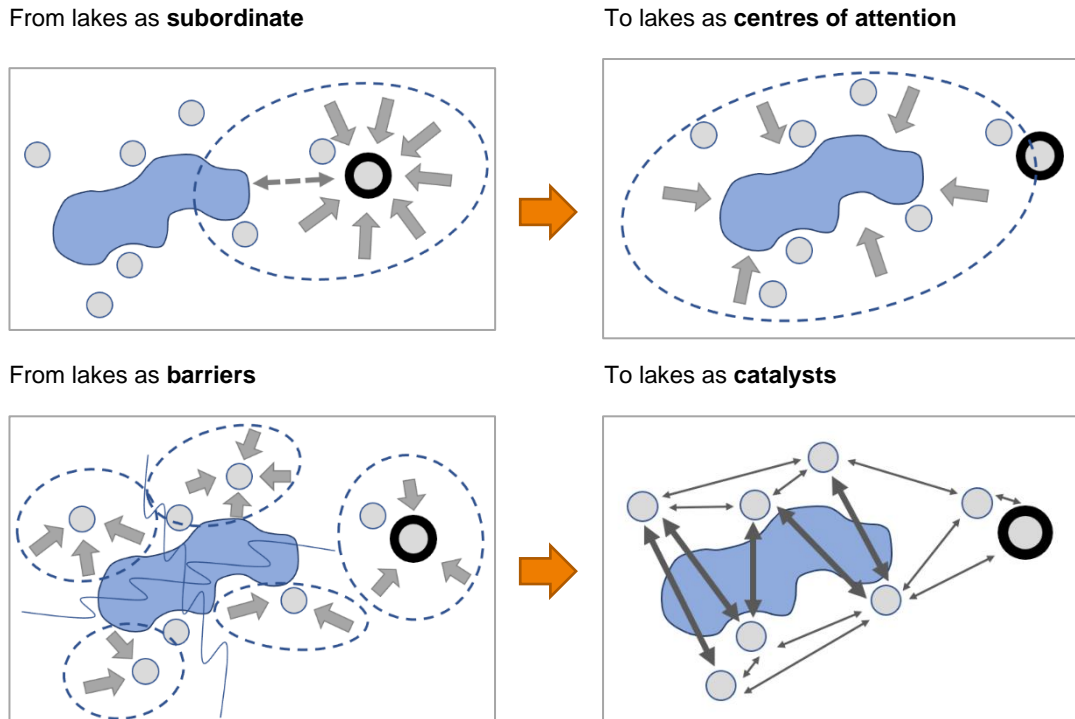 From lakes as subordinate
To lakes as centres of attention
From lakes as barriers
To lakes as catalysts